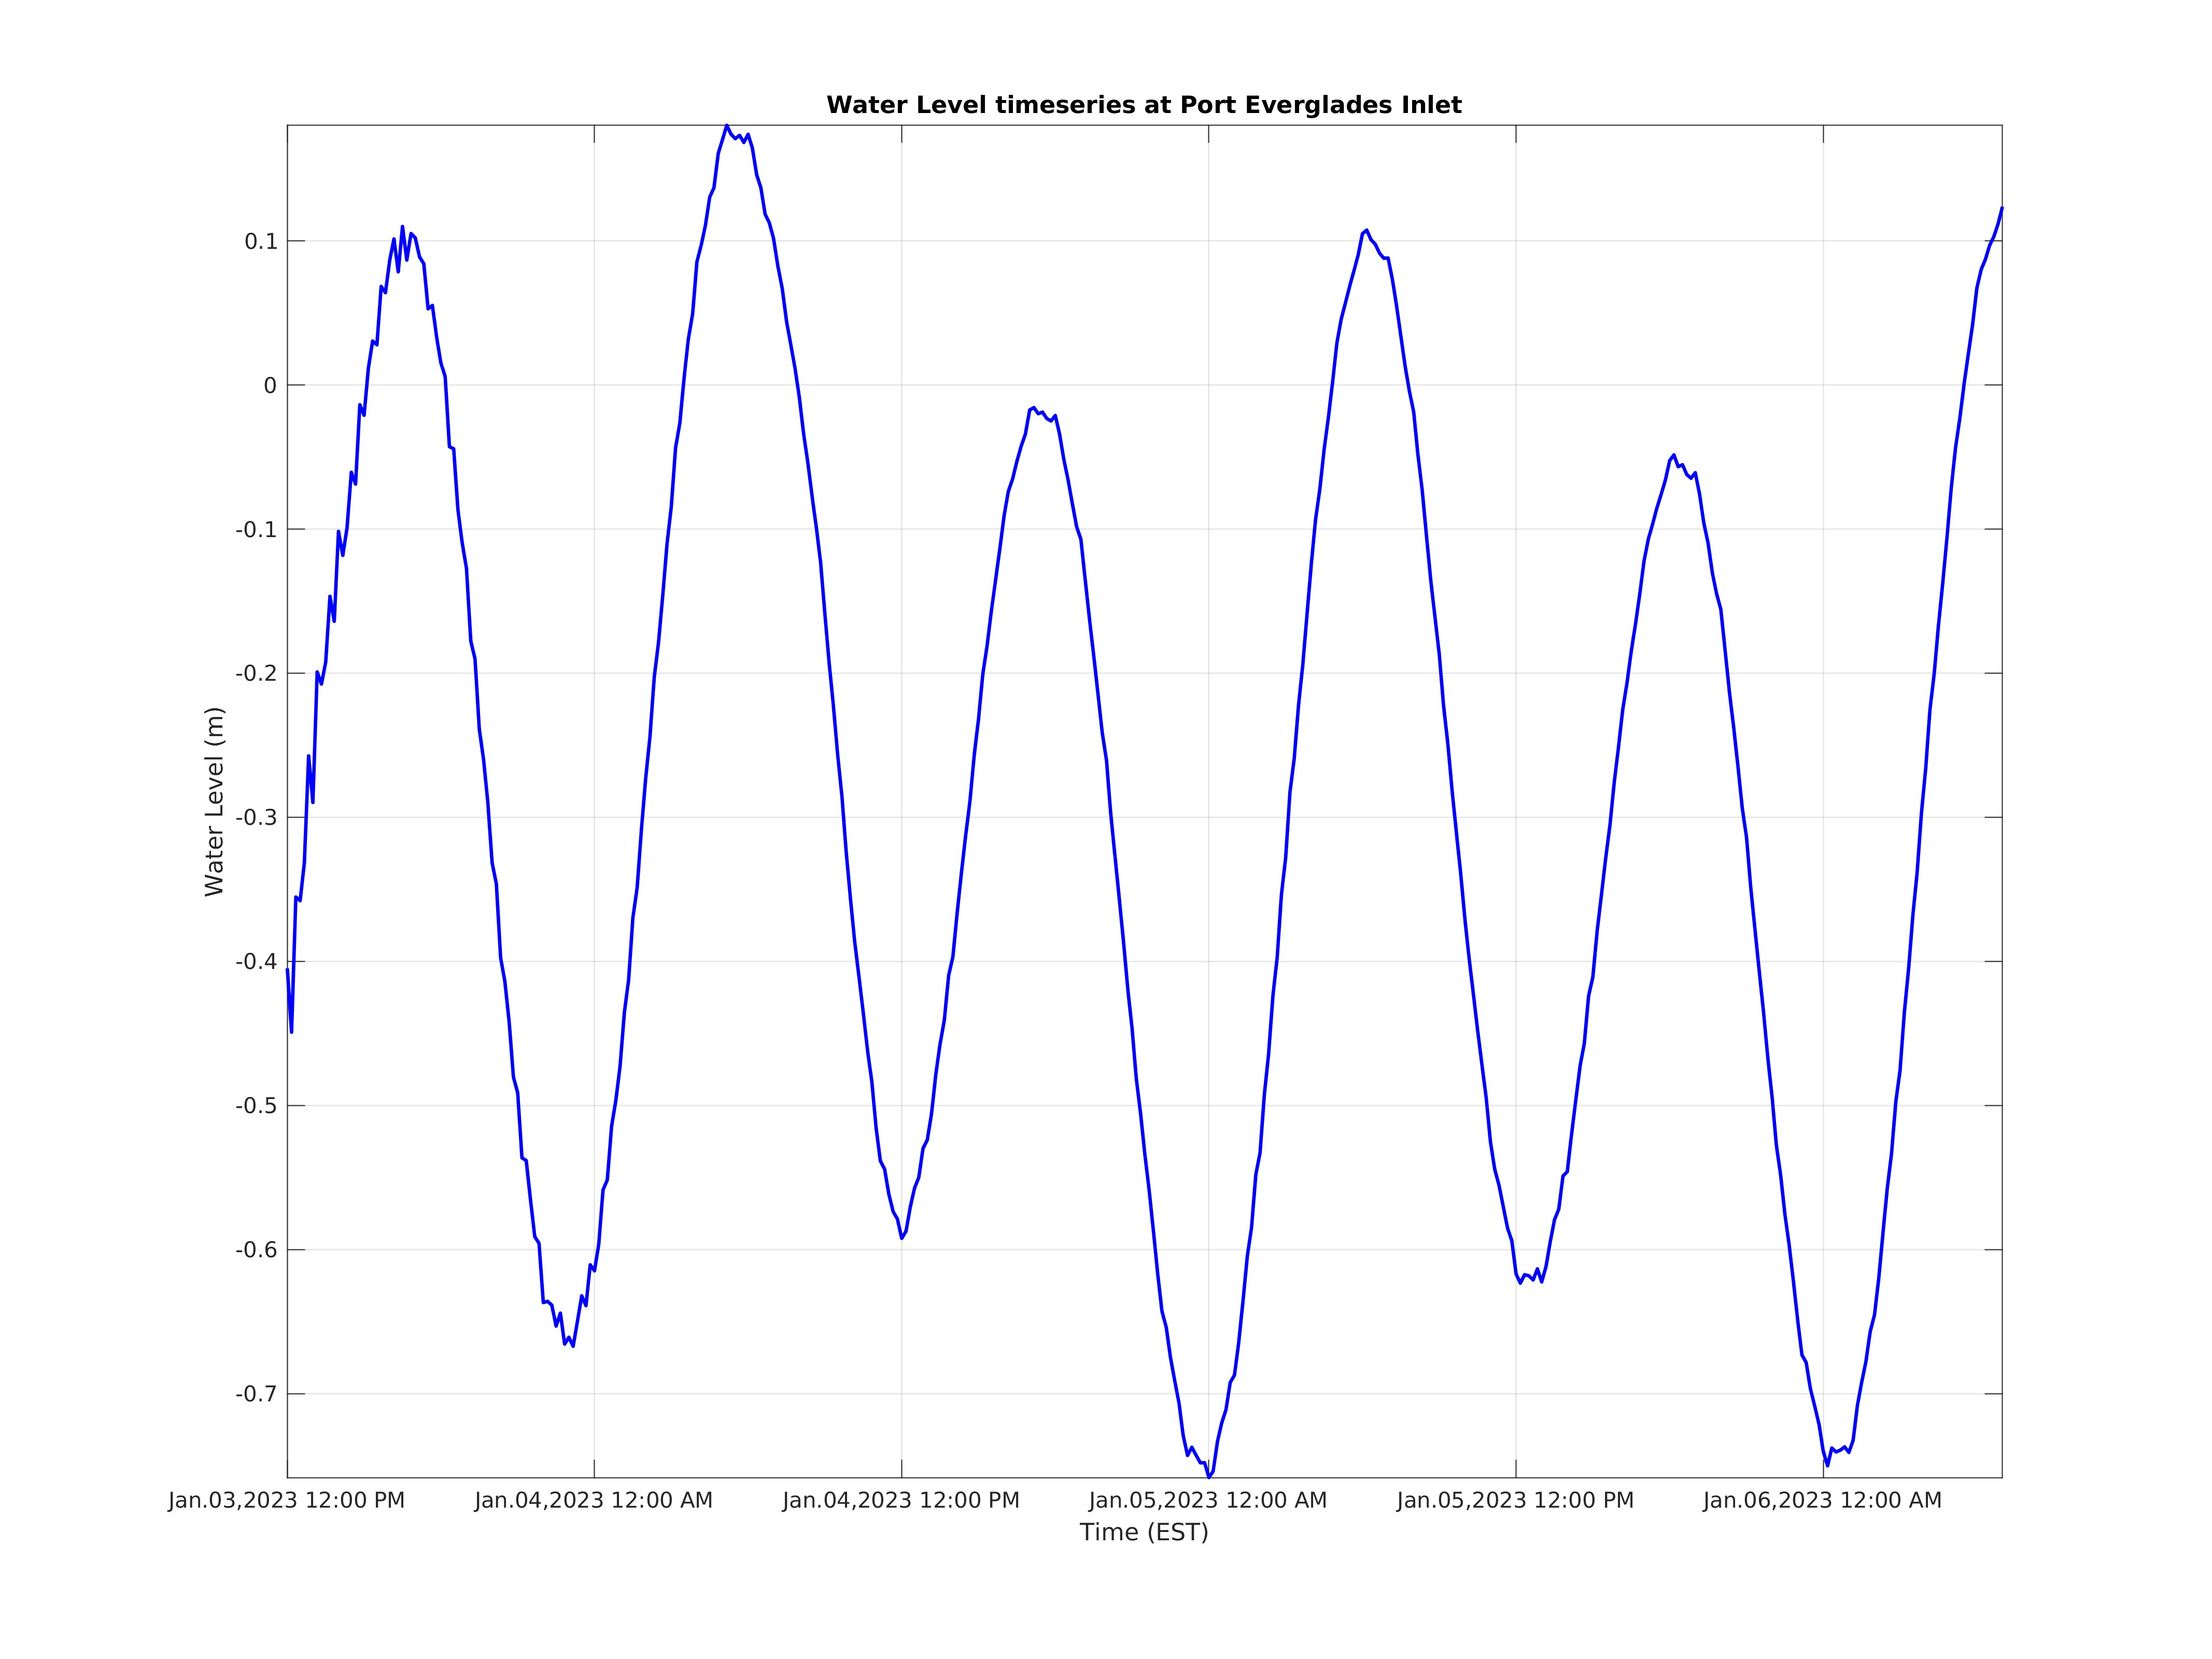 Water Level timeseries at Port Everglades Inlet
0.1
0
-0.1
-0.2
-0.3
-0.4
-0.5
-0.6
-0.7
Water Level (m)
Jan.03,2023 12:00 PM
Jan.04,2023 12:00 AM
Jan.04,2023 12:00 PM
Jan.05,2023 12:00 AM
Jan.05,2023 12:00 PM
Jan.06,2023 12:00 AM
Time (EST)